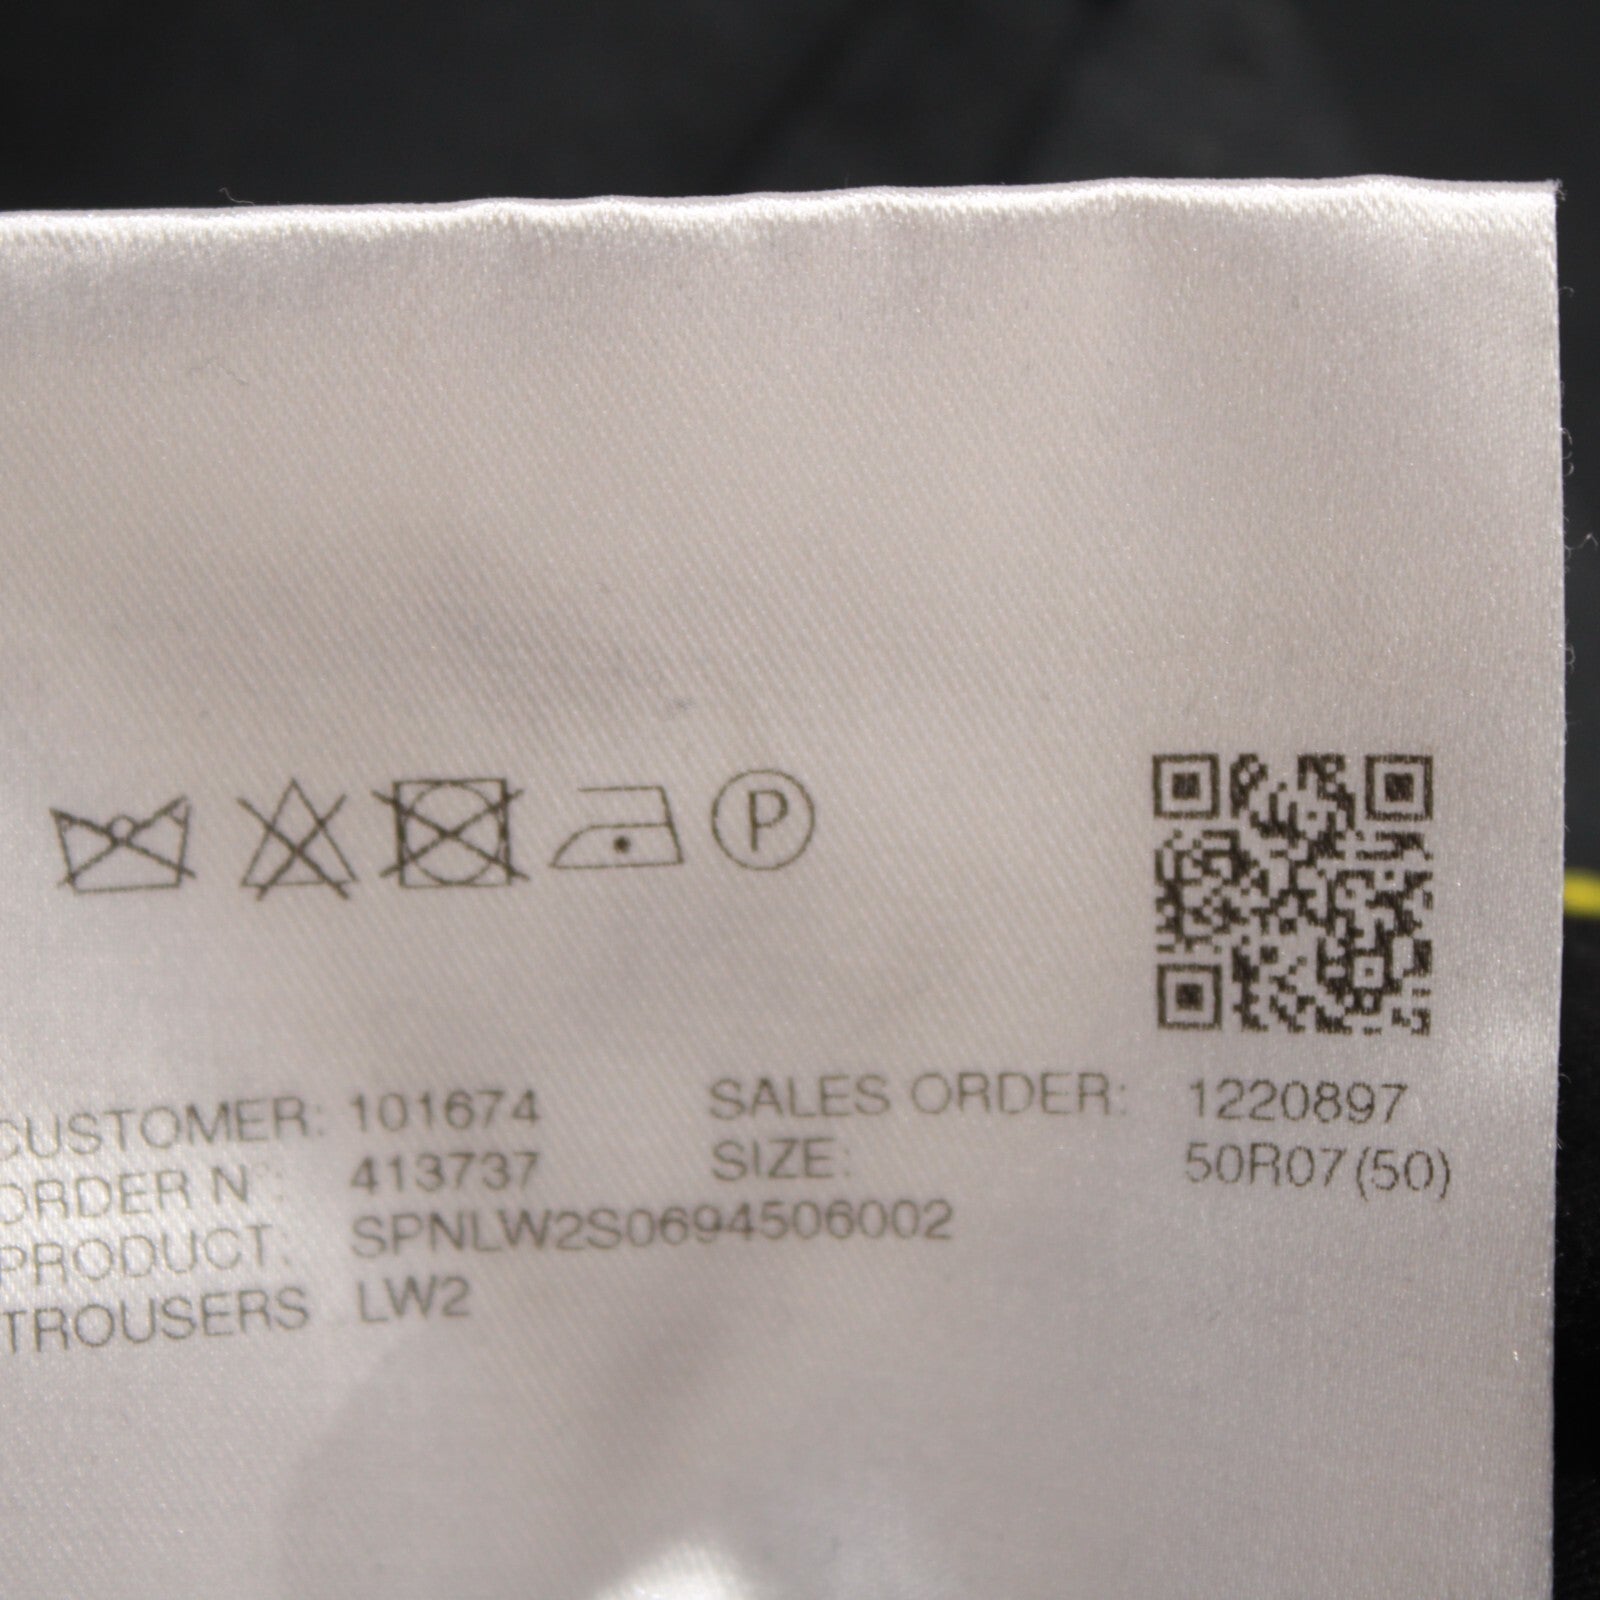 P
CUSTOMER: 101674 SALES ORDER: 1220897
ORDER N°: 413737 SIZE: 50R07(50)
PRODUCT: SPNLW2S0694506002
TROUSERS LW2